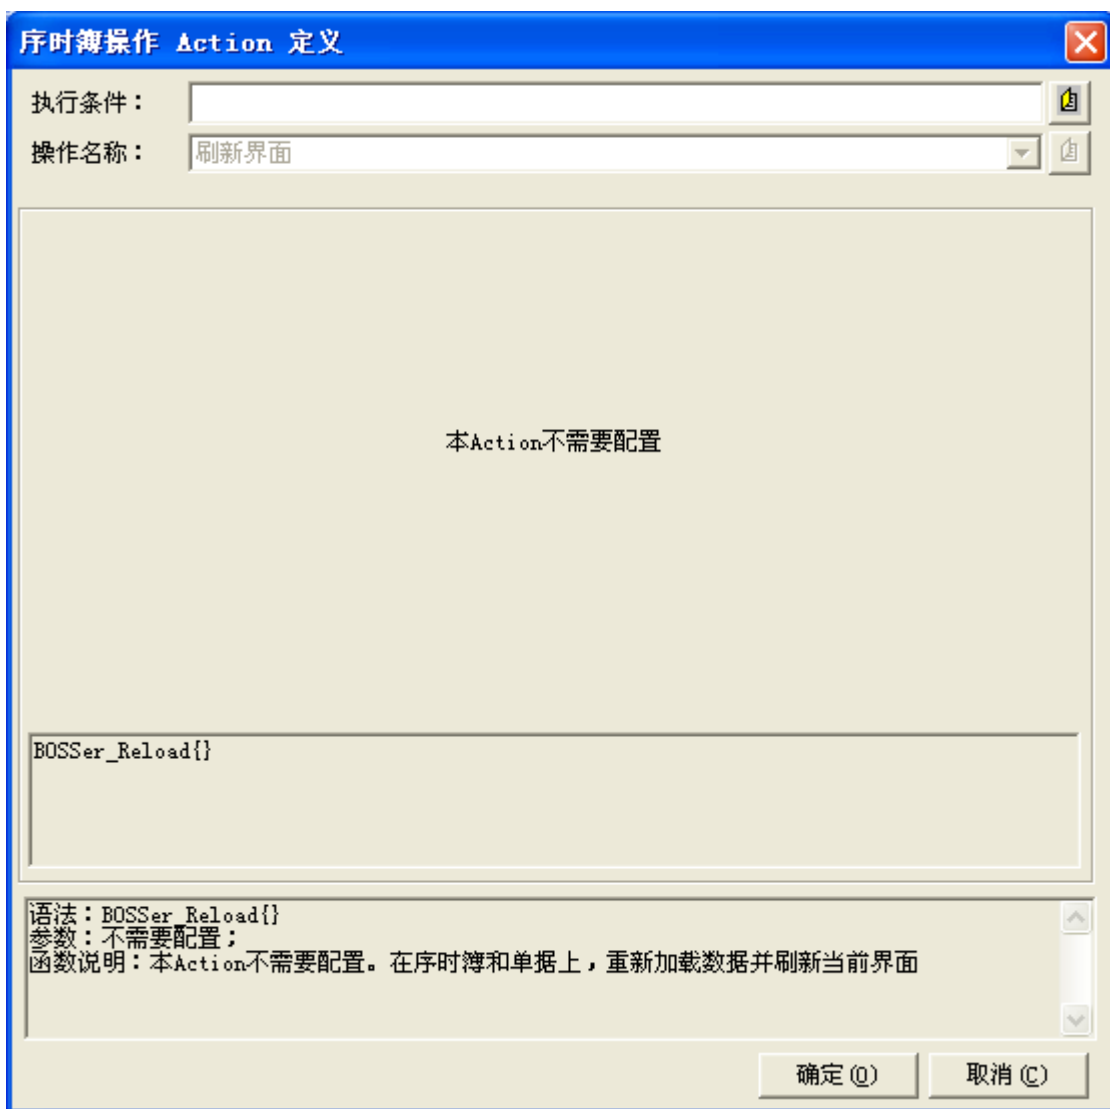 序时簿操作 Action 定义
执行条件：
操作名称： 刷新界面
本Action不需要配置
BOSSer_Reload{}
语法：BOSSer_Reload{}
参数：不需要配置；
函数说明：本Action不需要配置。在序时簿和单据上，重新加载数据并刷新当前界面
确定(O) 取消(C)